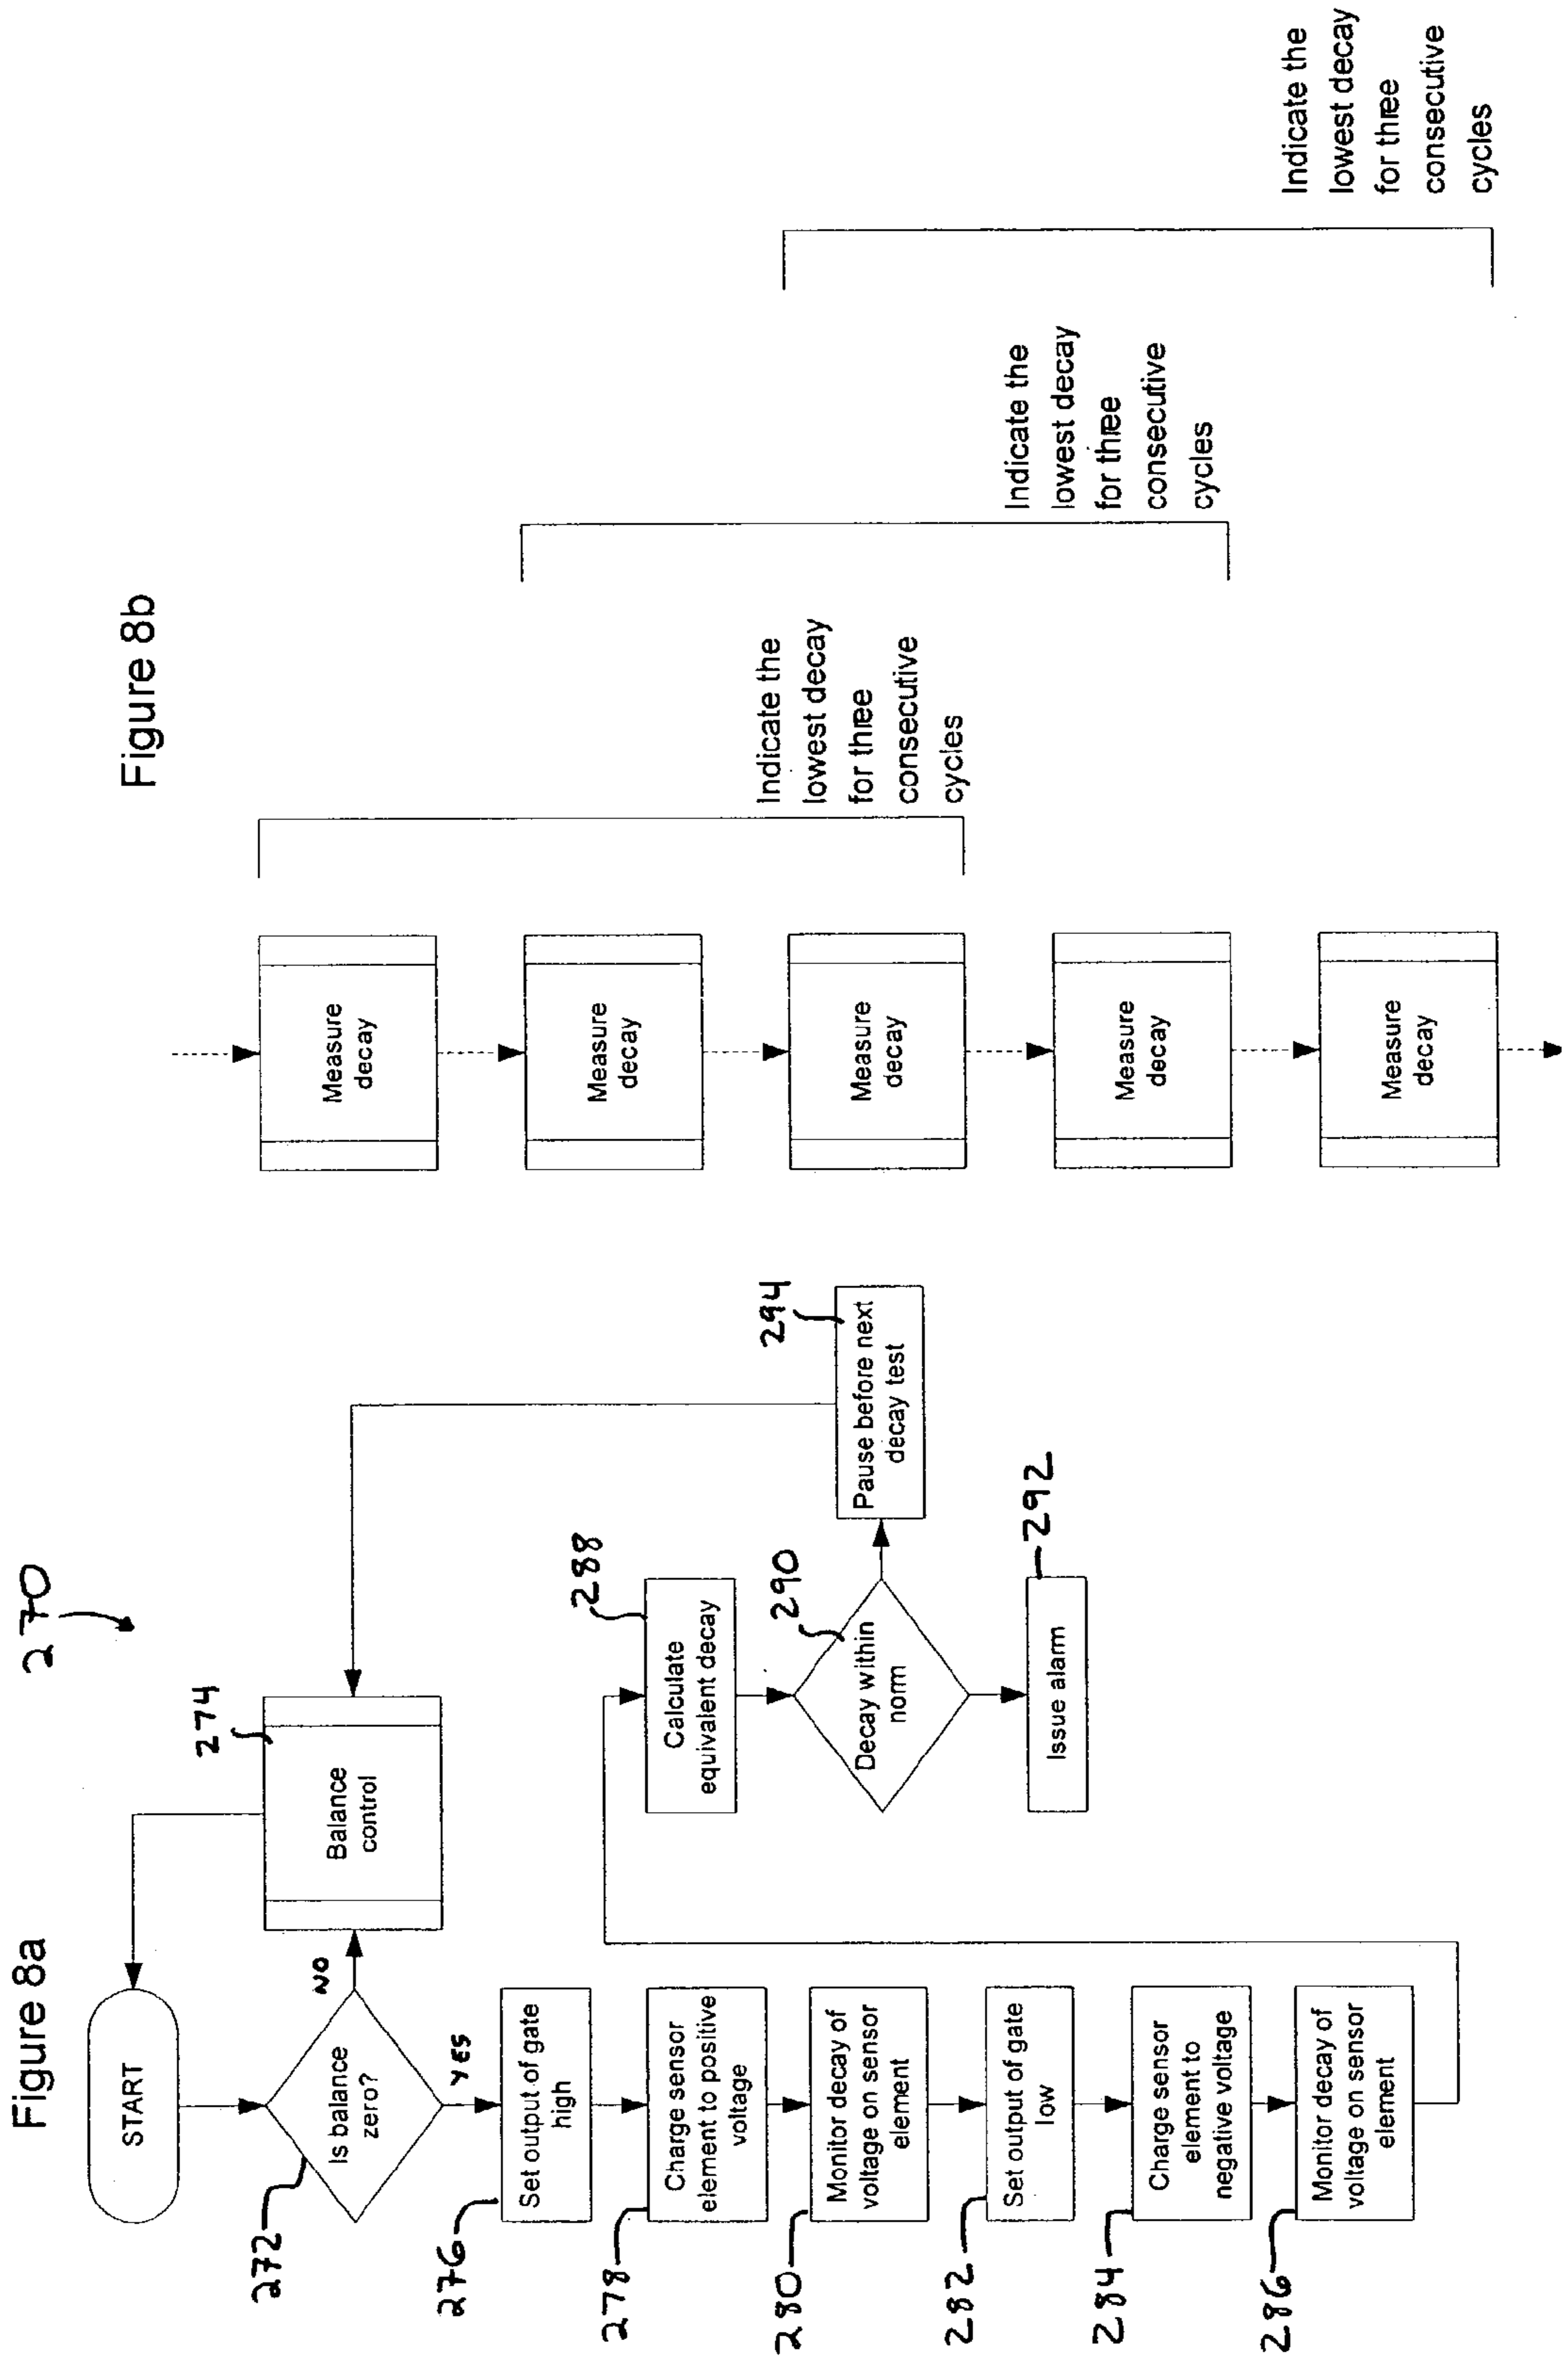 Figure 8a
270
START
272
Is balance
zero?
NO
274
Balance
control
YES
276
Set output of gate
high
278
Charge sensor
element to positive
voltage
280
Monitor decay of
voltage on sensor
element
282
Set output of gate
low
284
Charge sensor
element to
negative voltage
286
Monitor decay of
voltage on sensor
element
288
Calculate
equivalent decay
290
Decay within
norm
292
Issue alarm
294
Pause before next
decay test
Figure 8b
Measure
decay
Measure
decay
Measure
decay
Measure
decay
Measure
decay
Indicate the
lowest decay
for three
consecutive
cycles
Indicate the
lowest decay
for three
consecutive
cycles
Indicate the
lowest decay
for three
consecutive
cycles